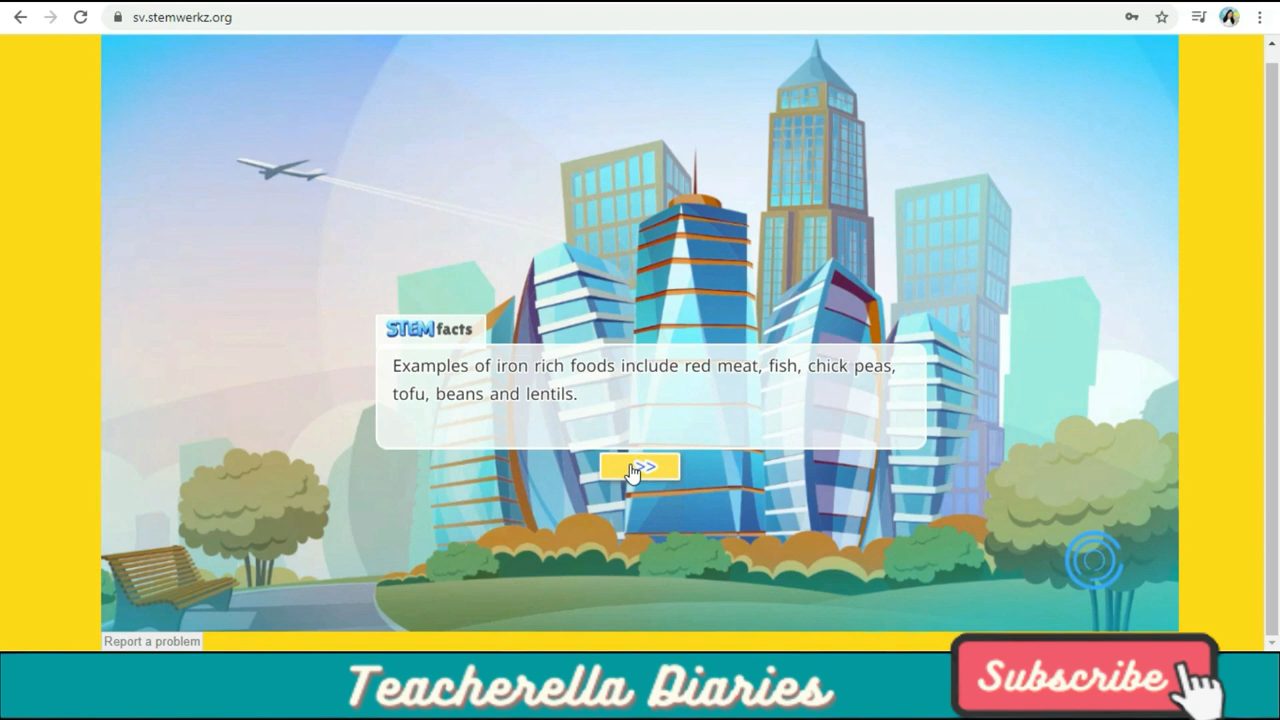 sv.stemwerkz.org
STEM facts
Examples of iron rich foods include red meat, fish, chick peas,
tofu, beans and lentils.
>>
Report a problem
Teacherella Diaries
Subscribe